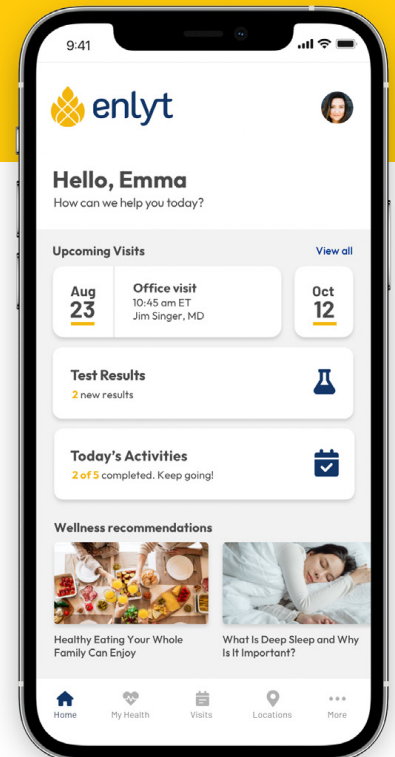 9:41
enlyt
Hello, Emma
How can we help you today?
Upcoming Visits
View all
Aug
23
Office visit
10:45 am ET
Jim Singer, MD
Oct
12
Test Results
2 new results
Today's Activities
2 of 5 completed. Keep going!
Wellness recommendations
Healthy Eating Your Whole
Family Can Enjoy
What Is Deep Sleep and Why
Is It Important?
Home
My Health
Visits
Locations
More